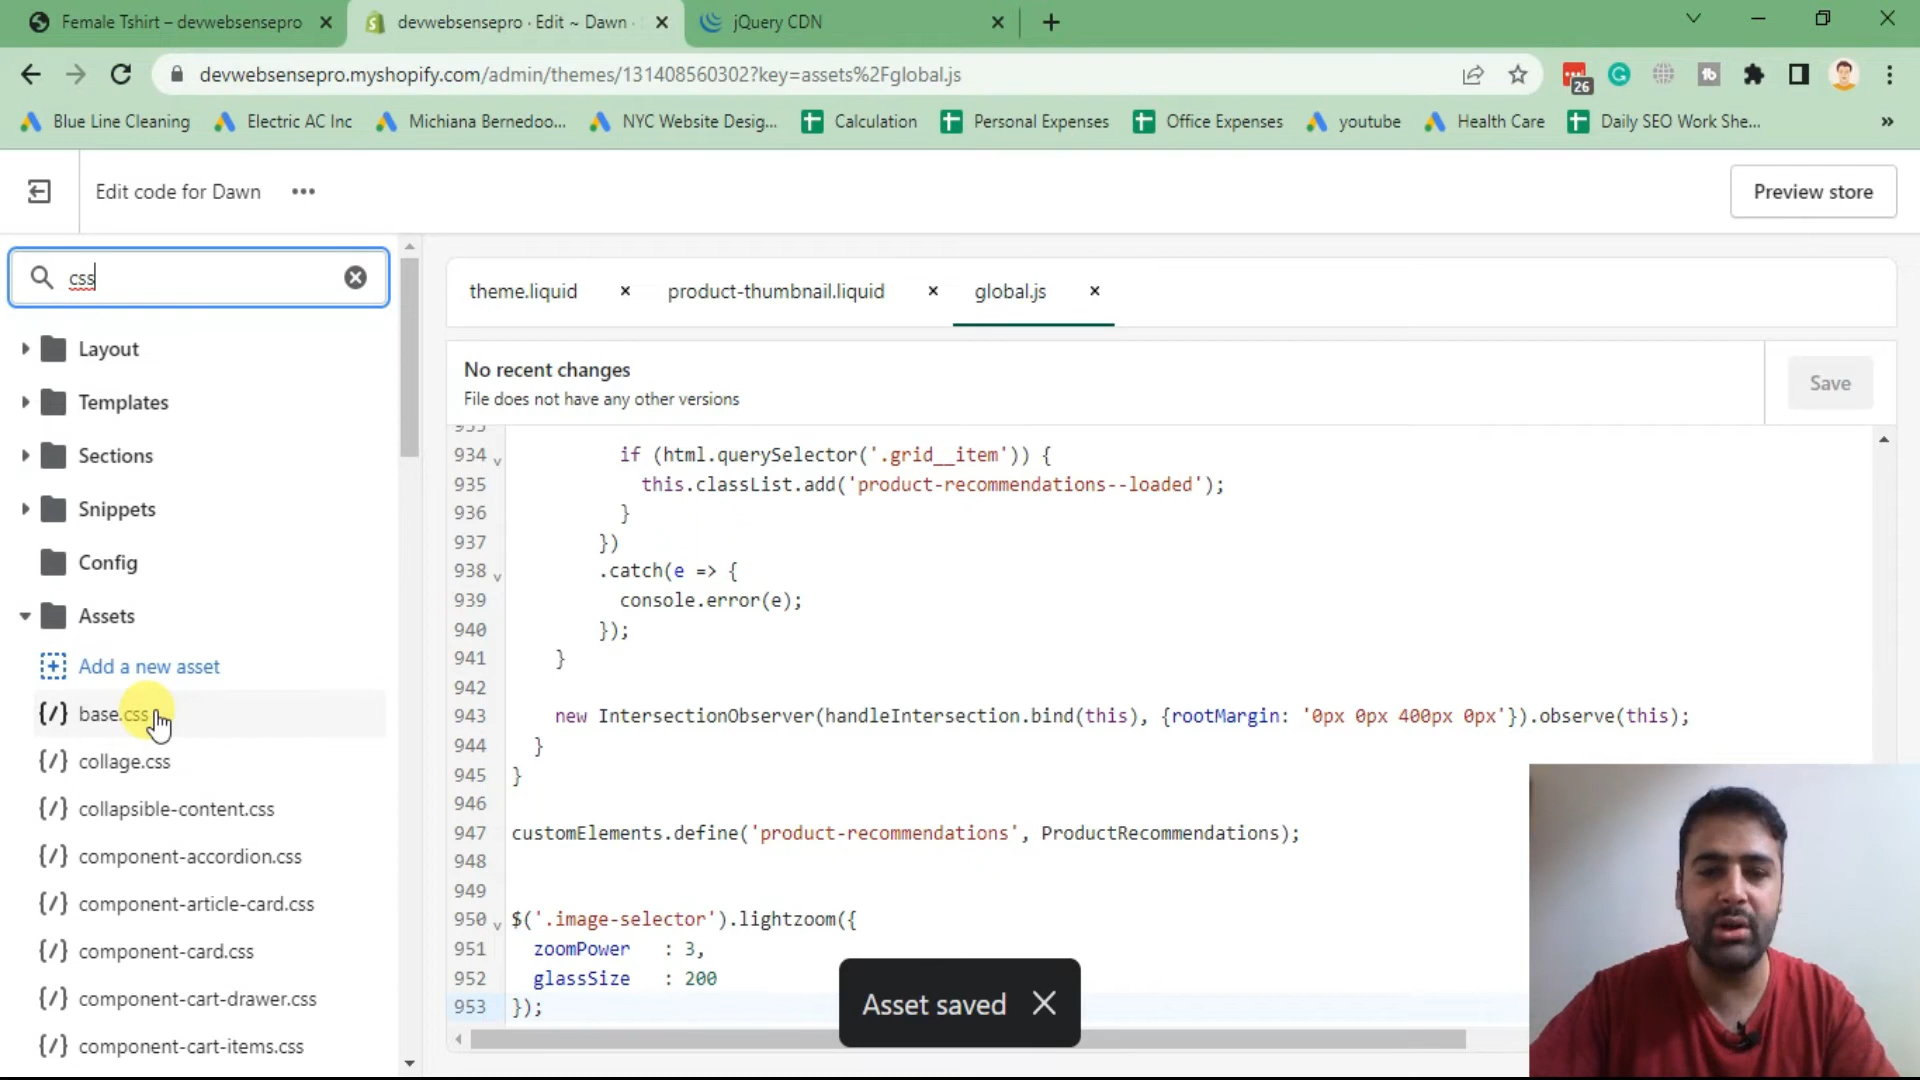 Female Tshirt – devwebsensepro
devwebsensepro · Edit ~ Dawn ·
jQuery CDN
devwebsensepro.myshopify.com/admin/themes/131408560302?key=assets%2Fglobal.js
26
Blue Line Cleaning
Electric AC Inc
Michiana Bernedoo...
NYC Website Desig...
Calculation
Personal Expenses
Office Expenses
youtube
Health Care
Daily SEO Work She...
»
Edit code for Dawn
Preview store
css
Layout
Templates
Sections
Snippets
Config
Assets
Add a new asset
{/} base.css
{/} collage.css
{/} collapsible-content.css
{/} component-accordion.css
{/} component-article-card.css
{/} component-card.css
{/} component-cart-drawer.css
{/} component-cart-items.css
theme.liquid
product-thumbnail.liquid
global.js
No recent changes
File does not have any other versions
Save
934 if (html.querySelector('.grid__item')) {
935 this.classList.add('product-recommendations--loaded');
936 }
937 })
938 .catch(e => {
939 console.error(e);
940 });
941 }
942
943 new IntersectionObserver(handleIntersection.bind(this), {rootMargin: '0px 0px 400px 0px'}).observe(this);
944 }
945 }
946
947 customElements.define('product-recommendations', ProductRecommendations);
948
949
950 $('.image-selector').lightzoom({
951 zoomPower : 3,
952 glassSize : 200
953 });
Asset saved